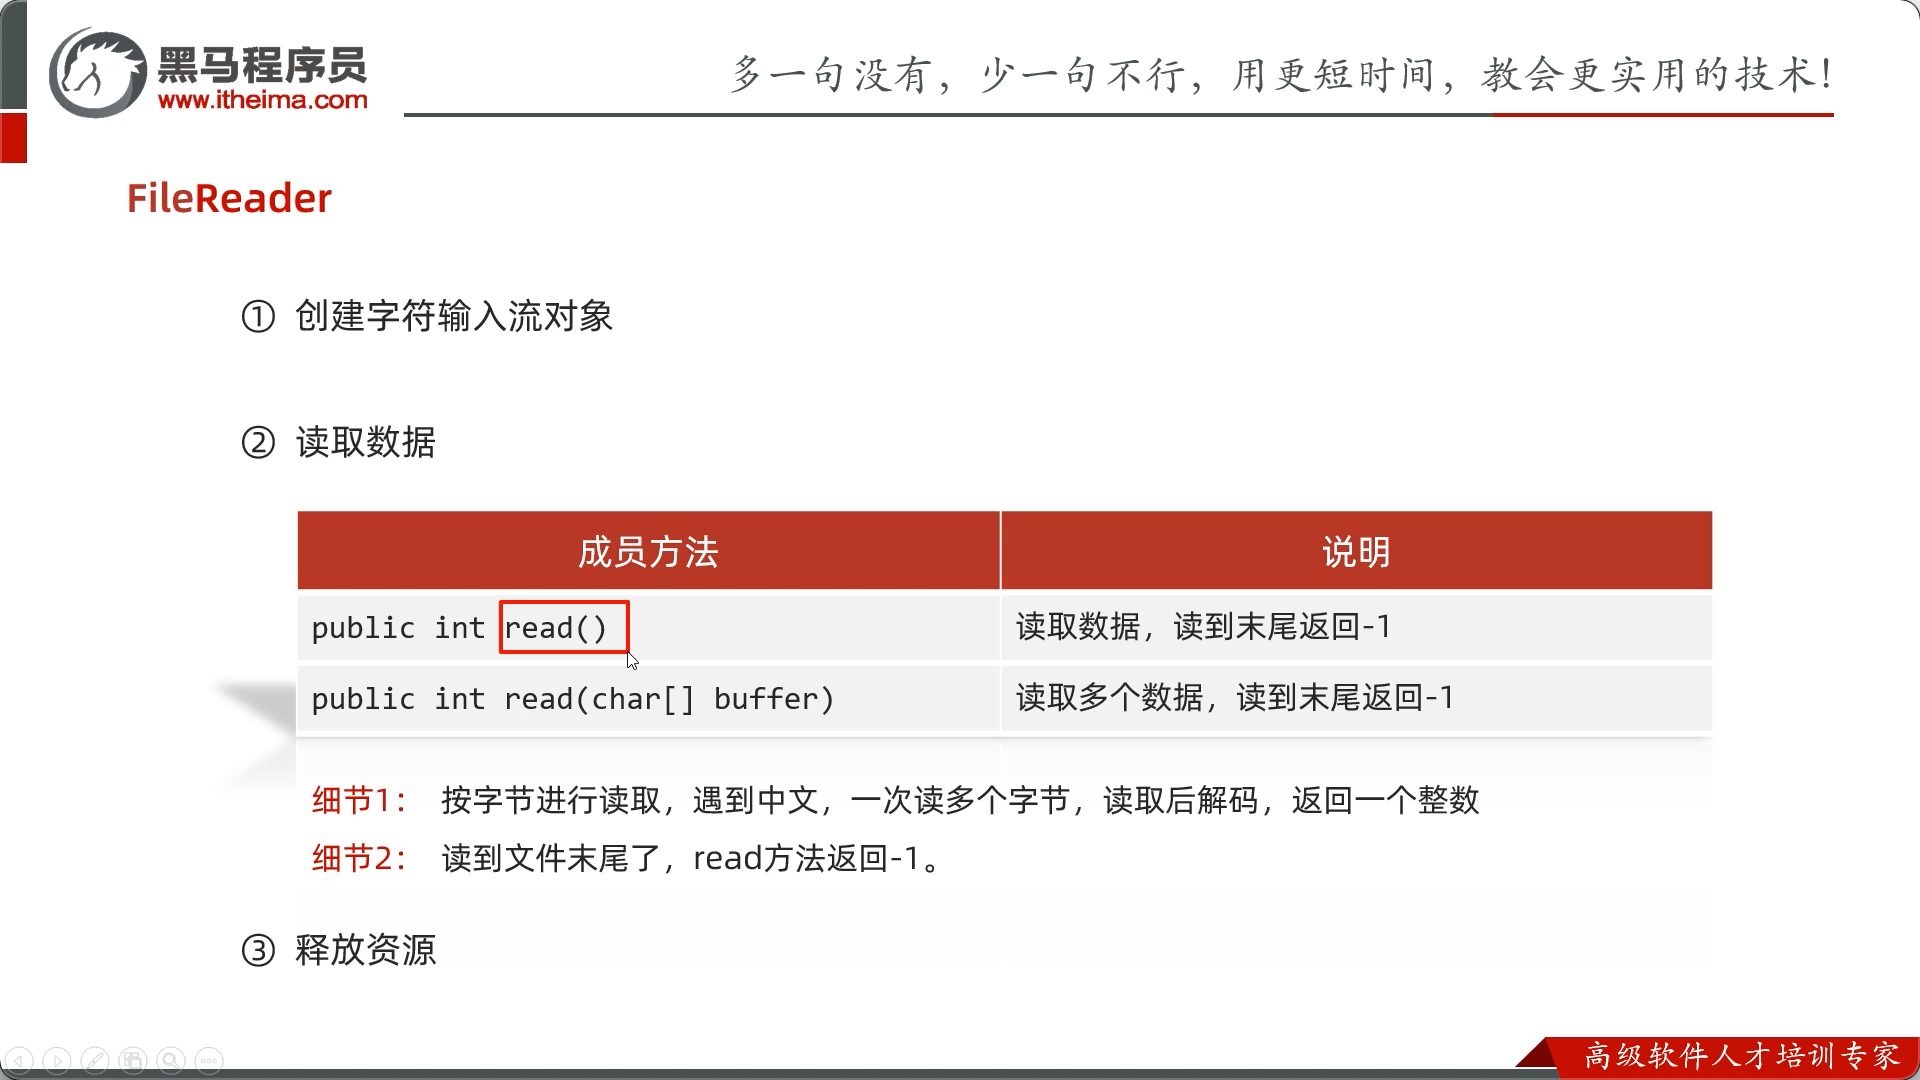 黑马程序员
www.itheima.com
多一句没有，少一句不行，用更短时间，教会更实用的技术！
FileReader
① 创建字符输入流对象
② 读取数据
成员方法 说明
public int read() 读取数据，读到末尾返回-1
public int read(char[] buffer) 读取多个数据，读到末尾返回-1
细节1： 按字节进行读取，遇到中文，一次读多个字节，读取后解码，返回一个整数
细节2： 读到文件末尾了，read方法返回-1。
③ 释放资源
高级软件人才培训专家